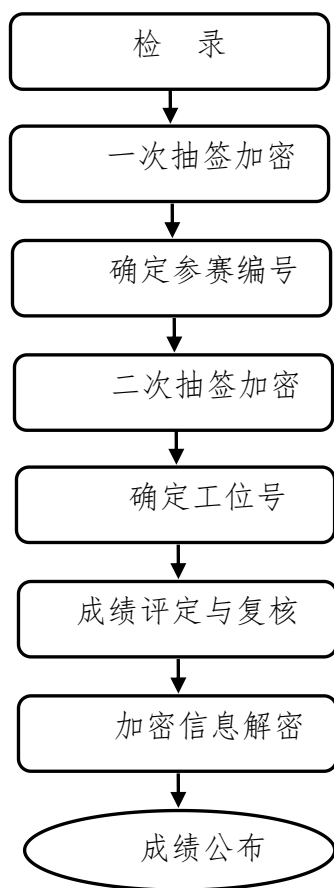 检 录
一次抽签加密
确定参赛编号
二次抽签加密
确定工位号
成绩评定与复核
加密信息解密
成绩公布